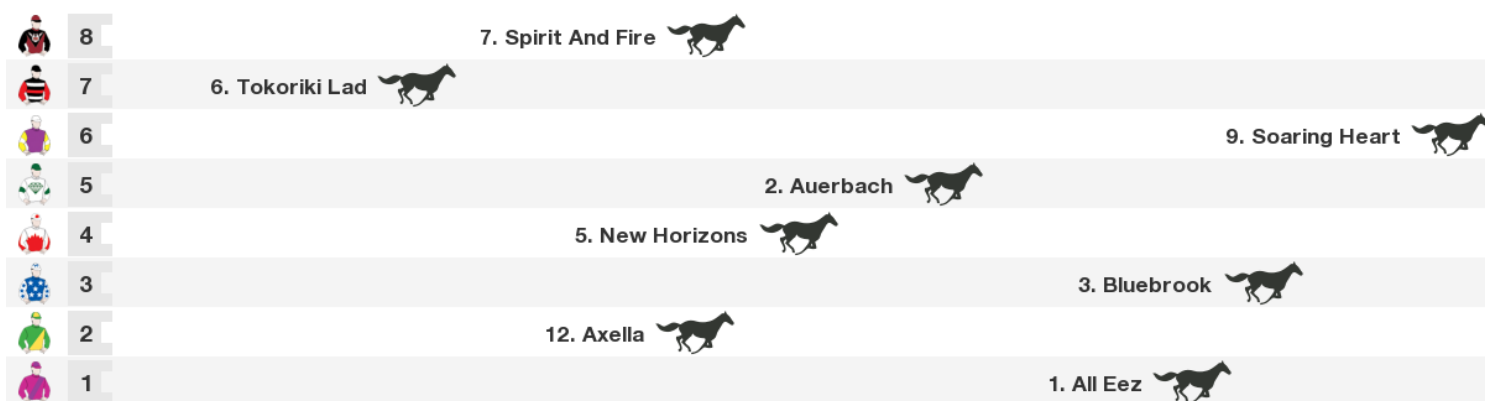 8 7. Spirit And Fire
7 6. Tokoriki Lad
6 9. Soaring Heart
5 2. Auerbach
4 5. New Horizons
3 3. Bluebrook
2 12. Axella
1 1. All Eez